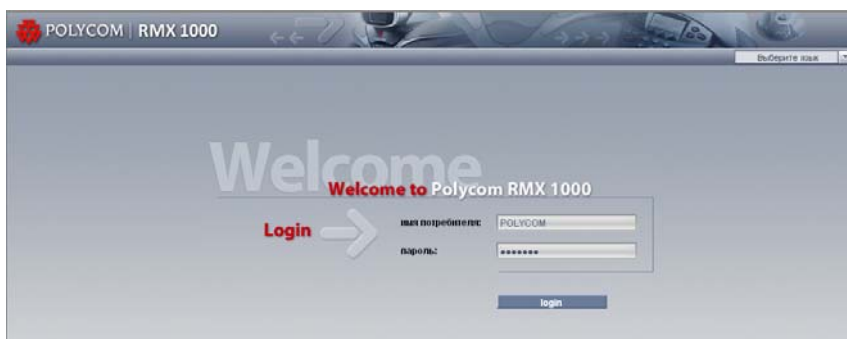 POLYCOM | RMX 1000
Выберите язык
Welcome
Welcome to Polycom RMX 1000
Login
имя потребителя: POLYCOM
пароль: •••••••
login